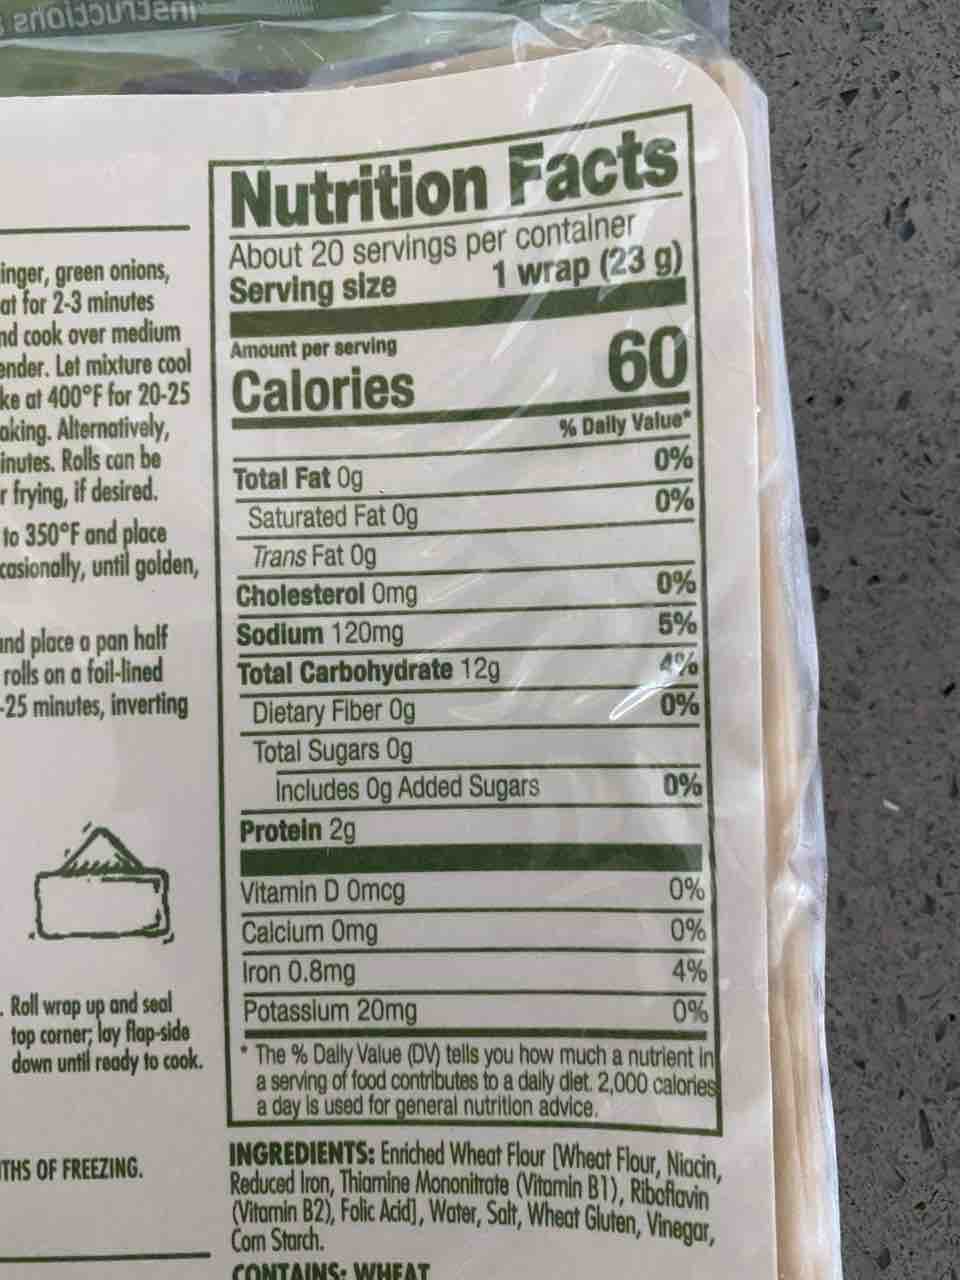 Instructions
inger, green onions,
at for 2-3 minutes
nd cook over medium
ender. Let mixture cool
ke at 400°F for 20-25
aking. Alternatively,
inutes. Rolls can be
r frying, if desired.
to 350°F and place
casionally, until golden,
and place a pan half
rolls on a foil-lined
-25 minutes, inverting
. Roll wrap up and seal
top corner; lay flap-side
down until ready to cook.
THS OF FREEZING.
Nutrition Facts
About 20 servings per container
Serving size 1 wrap (23 g)
Amount per serving
Calories 60
% Daily Value*
Total Fat 0g 0%
Saturated Fat 0g 0%
Trans Fat 0g
Cholesterol 0mg 0%
Sodium 120mg 5%
Total Carbohydrate 12g 4%
Dietary Fiber 0g 0%
Total Sugars 0g
Includes 0g Added Sugars 0%
Protein 2g
Vitamin D 0mcg 0%
Calcium 0mg 0%
Iron 0.8mg 4%
Potassium 20mg 0%
* The % Daily Value (DV) tells you how much a nutrient in
a serving of food contributes to a daily diet. 2,000 calories
a day is used for general nutrition advice.
INGREDIENTS: Enriched Wheat Flour [Wheat Flour, Niacin,
Reduced Iron, Thiamine Mononitrate (Vitamin B1), Riboflavin
(Vitamin B2), Folic Acid], Water, Salt, Wheat Gluten, Vinegar,
Corn Starch.
CONTAINS: WHEAT